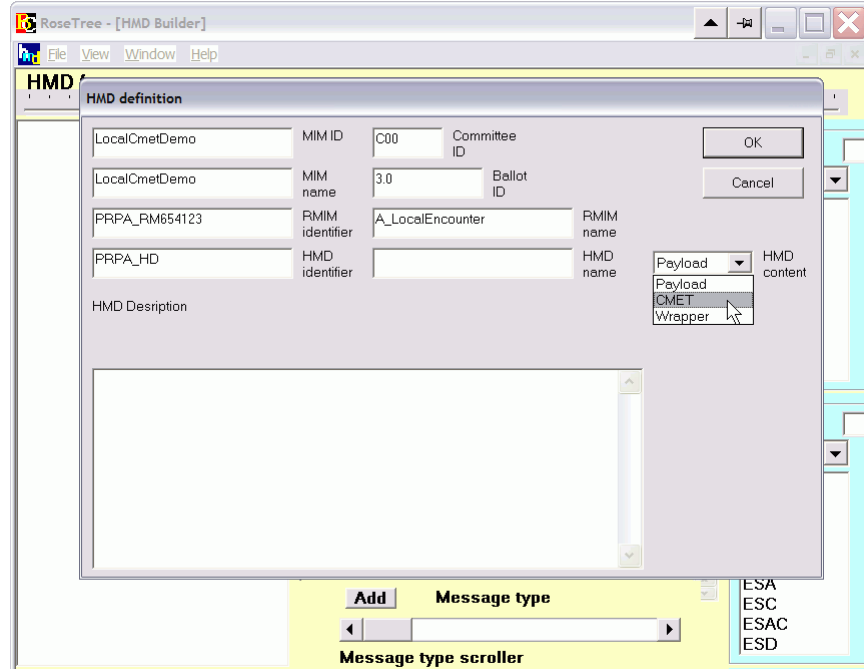 RoseTree - [HMD Builder]
File View Window Help
HMD
HMD definition
LocalCmetDemo MIM ID C00 Committee ID OK
LocalCmetDemo MIM name 3.0 Ballot ID Cancel
PRPA_RM654123 RMIM identifier A_LocalEncounter RMIM name
PRPA_HD HMD identifier HMD name Payload HMD content
Payload
CMET
Wrapper
HMD Desription
ESA
Add Message type ESC
ESAC
ESD
Message type scroller